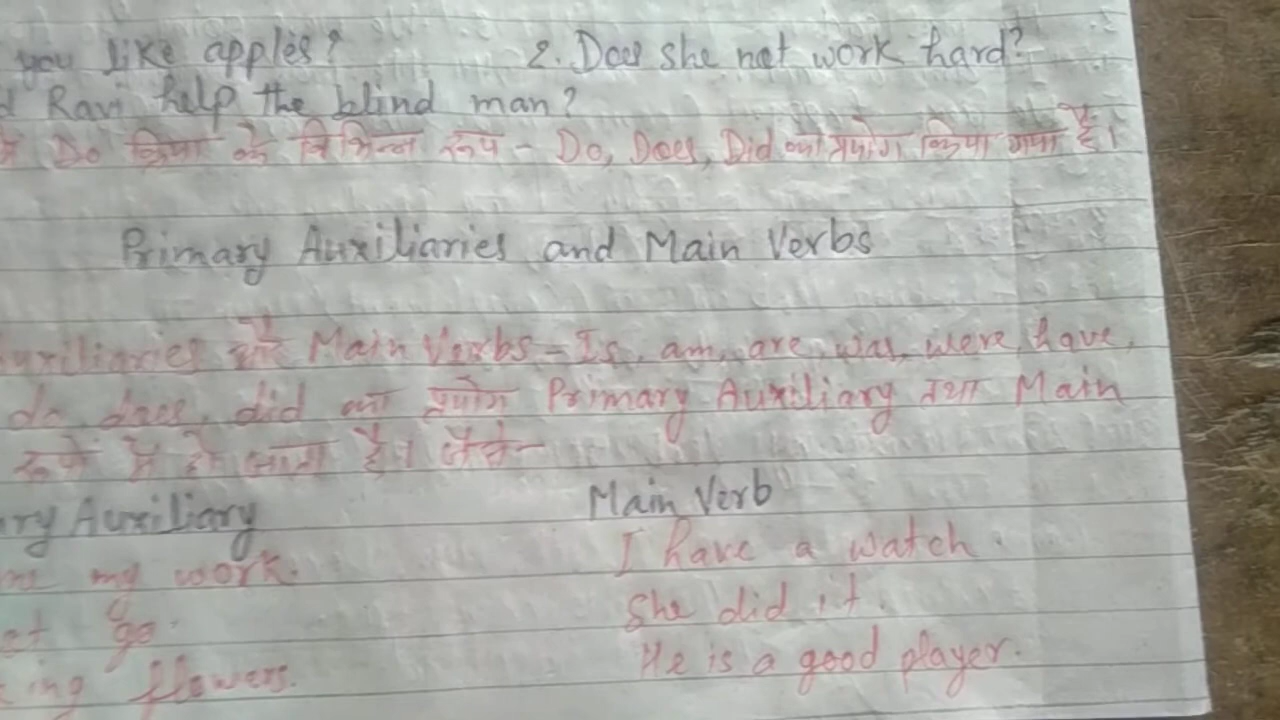 you like apples? 2. Does she not work hard?
Ravi help the blind man?
में Do क्रिया के विभिन्न रूप - Do, Does, Did का प्रयोग किया गया है।
Primary Auxiliaries and Main Verbs
Main Verbs - Is, am, are, was, were, have,
do, does, did का प्रयोग Primary Auxiliary तथा Main
में हो जाता है। जैसे-
Auxiliary Main Verb
my work. I have a watch.
go. She did it.
flowers. He is a good player.